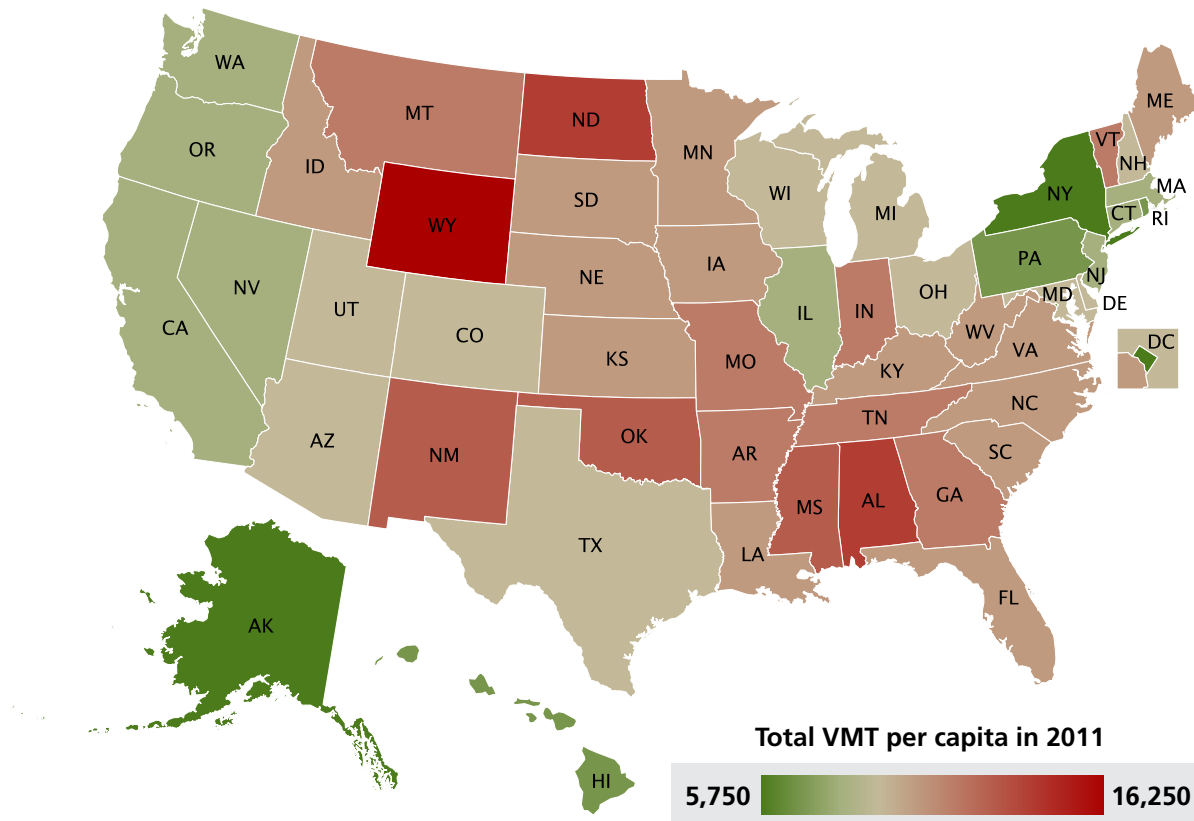 WA
MT
ND
ME
OR
ID
MN
VT
NH
WY
SD
WI
MI
NY
MA
CT
RI
NV
UT
NE
IA
PA
NJ
CA
CO
IL
IN
OH
MD
DE
WV
VA
DC
KS
MO
KY
AZ
NM
OK
AR
TN
NC
SC
TX
LA
MS
AL
GA
FL
AK
HI
Total VMT per capita in 2011
5,750
16,250